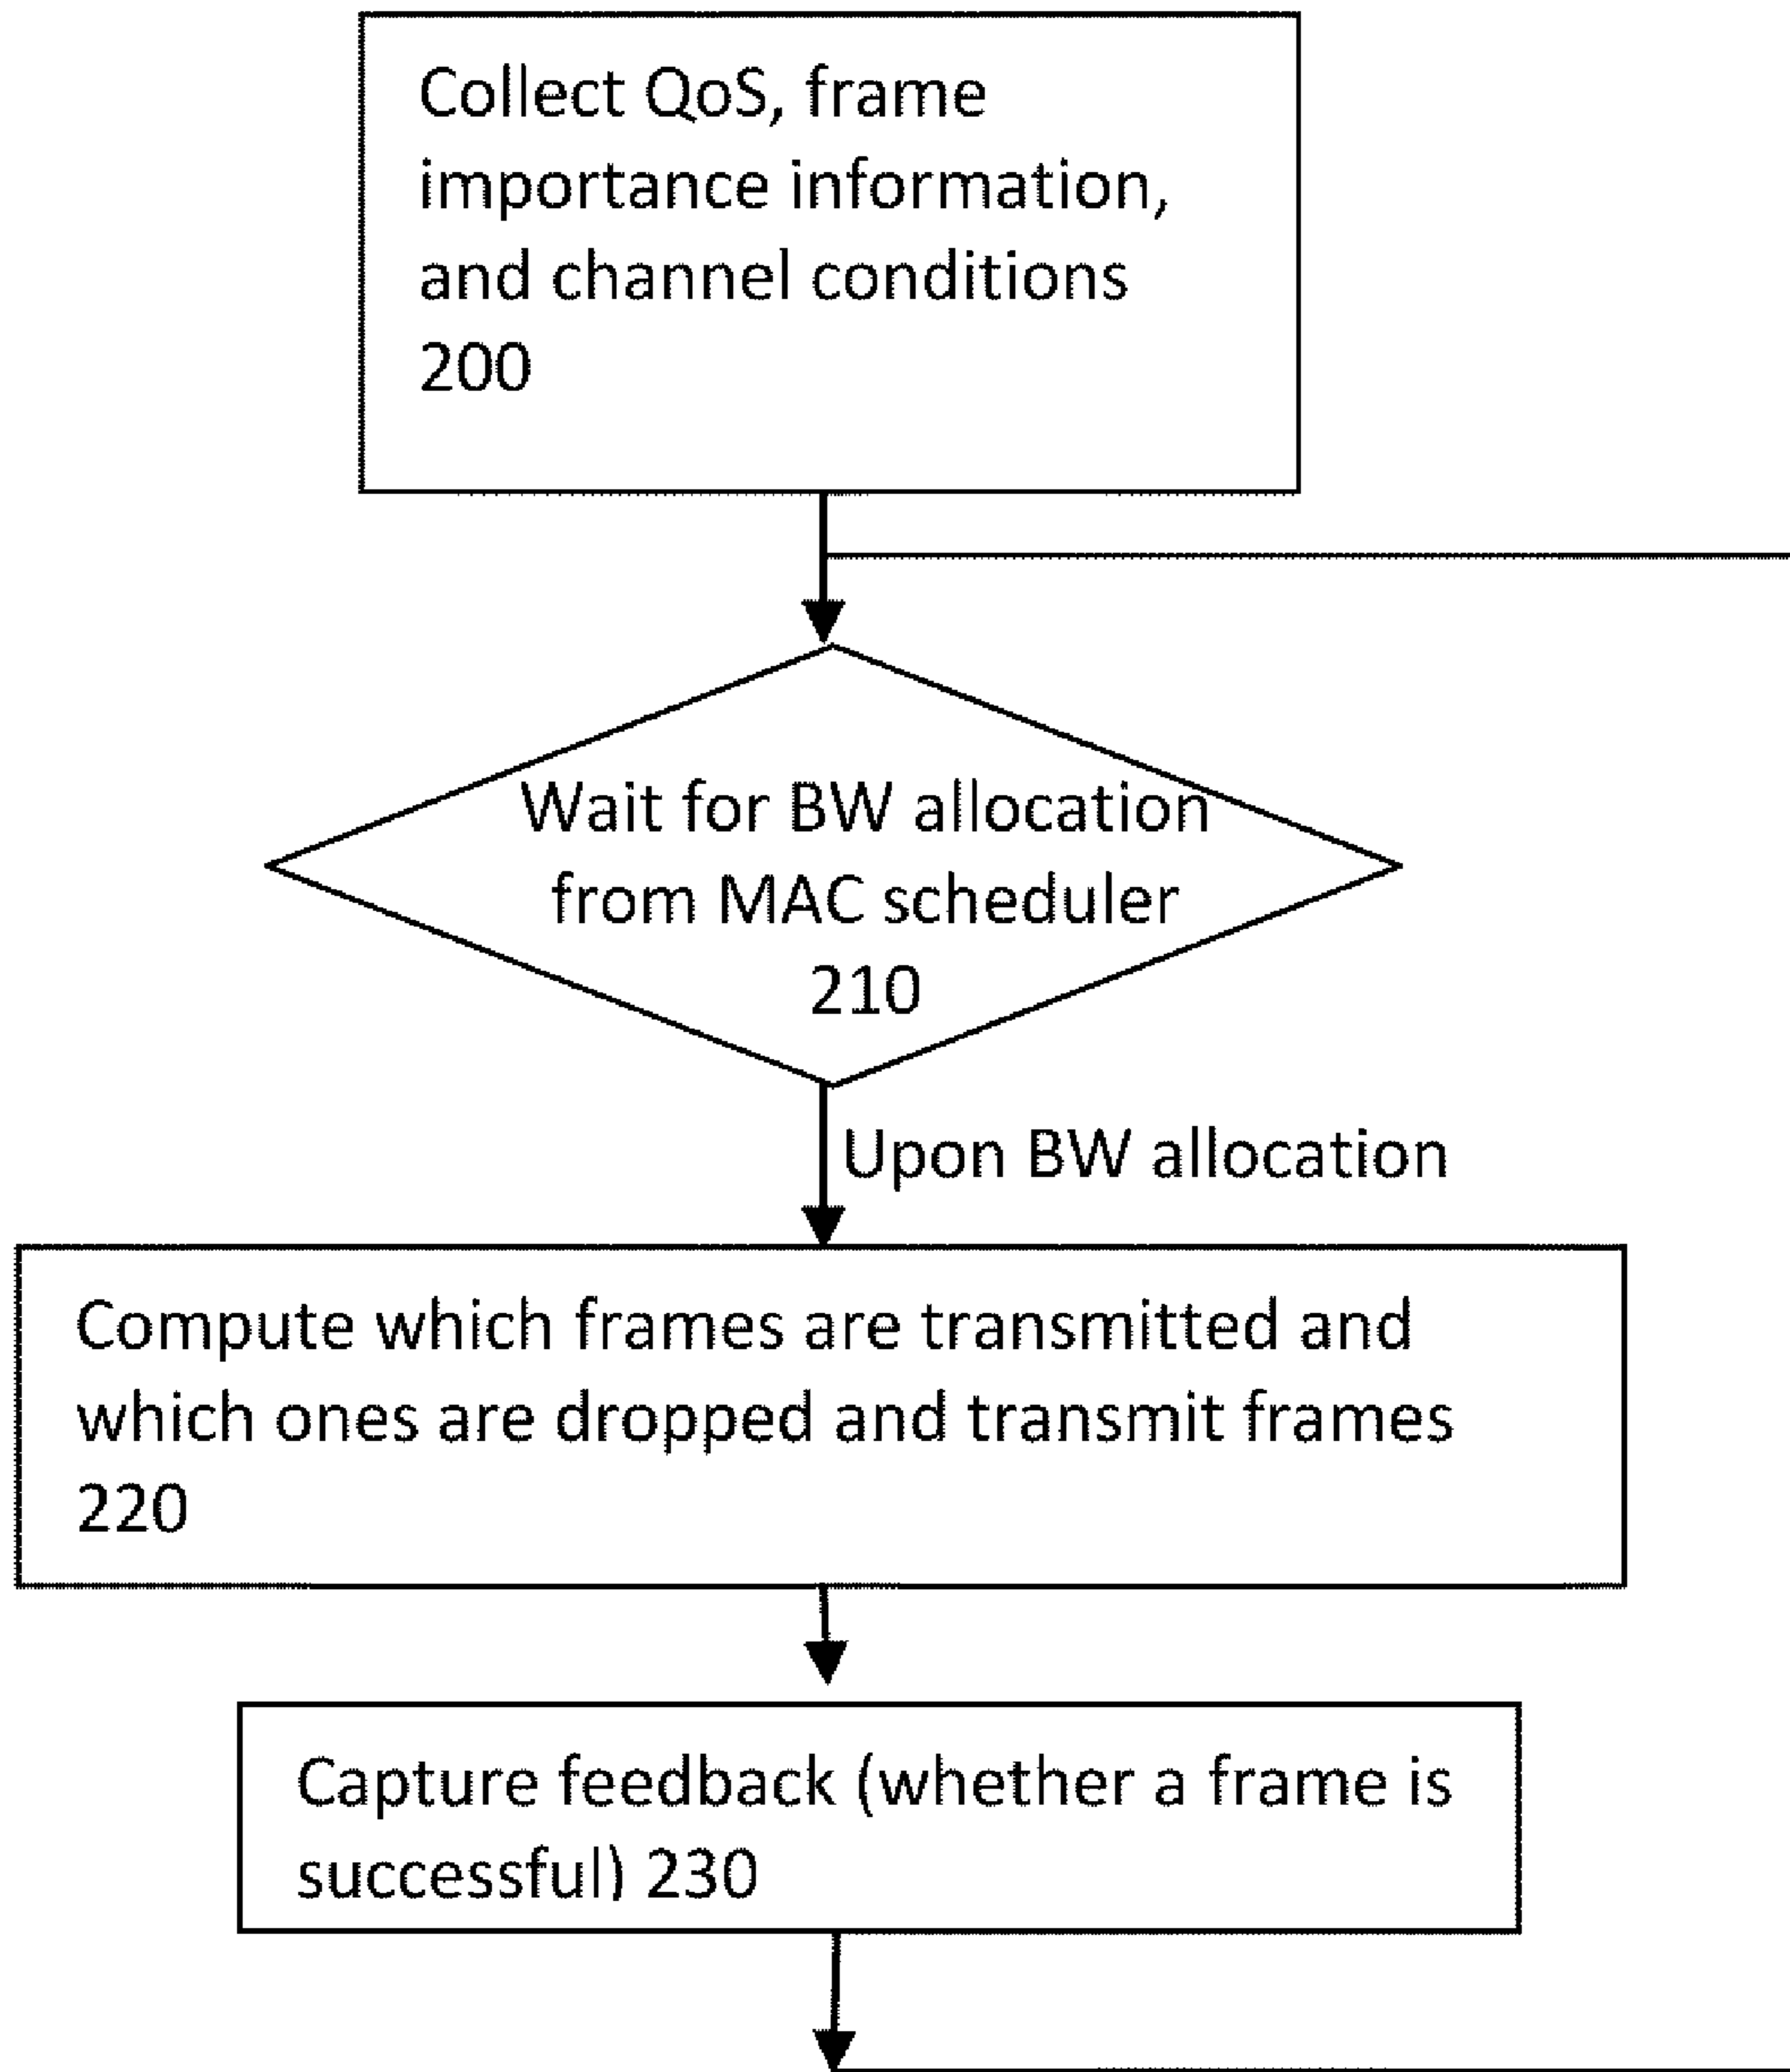 Collect QoS, frame
importance information,
and channel conditions
200
Wait for BW allocation
from MAC scheduler
210
Upon BW allocation
Compute which frames are transmitted and
which ones are dropped and transmit frames
220
Capture feedback (whether a frame is
successful) 230